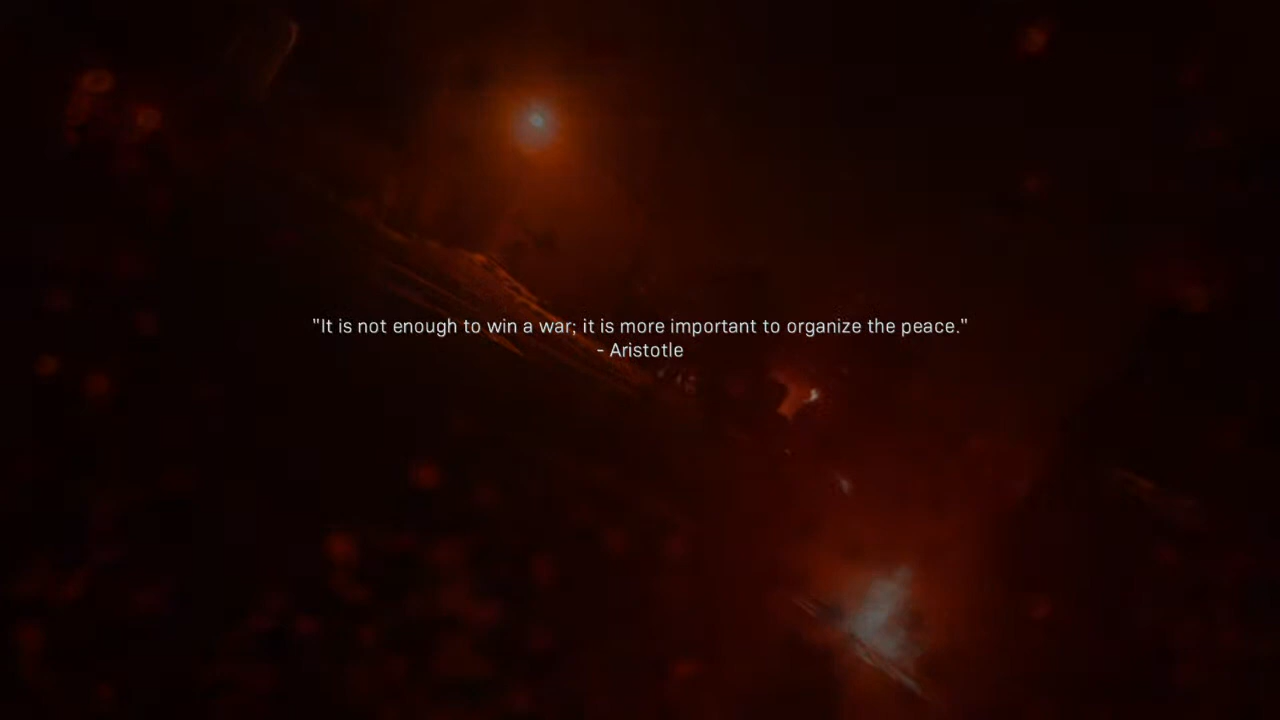 "It is not enough to win a war; it is more important to organize the peace."
- Aristotle